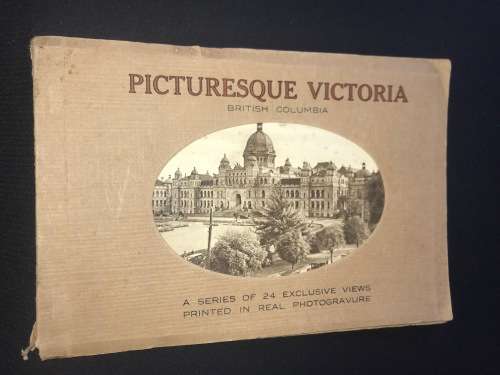 PICTURESQUE VICTORIA
BRITISH COLUMBIA
A SERIES OF 24 EXCLUSIVE VIEWS
PRINTED IN REAL PHOTOGRAVURE